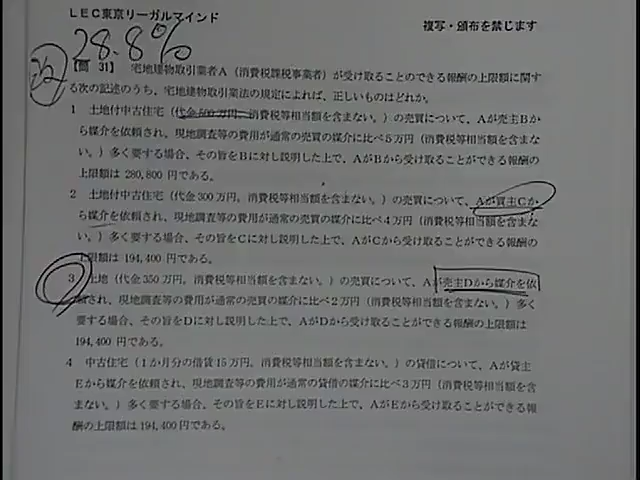 LEC東京リーガルマインド
複写・頒布を禁じます
28.8%
【問 31】 宅地建物取引業者A(消費税課税事業者)が受け取ることのできる報酬の上限額に関す
る次の記述のうち、宅地建物取引業法の規定によれば、正しいものはどれか。
1 土地付中古住宅(代金500万円。消費税等相当額を含まない。)の売買について、Aが売主Bか
ら媒介を依頼され、現地調査等の費用が通常の売買の媒介に比べ5万円(消費税等相当額を含まな
い。)多く要する場合、その旨をBに対し説明した上で、AがBから受け取ることができる報酬の
上限額は280,800円である。
2 土地付中古住宅(代金300万円。消費税等相当額を含まない。)の売買について、Aが買主Cか
ら媒介を依頼され、現地調査等の費用が通常の売買の媒介に比べ4万円(消費税等相当額を含まな
い。)多く要する場合、その旨をCに対し説明した上で、AがCから受け取ることができる報酬の
上限額は194,400円である。
3 土地(代金350万円。消費税等相当額を含まない。)の売買について、Aが売主Dから媒介を依
頼され、現地調査等の費用が通常の売買の媒介に比べ2万円(消費税等相当額を含まない。)多く
要する場合、その旨をDに対し説明した上で、AがDから受け取ることができる報酬の上限額は
194,400円である。
4 中古住宅(1か月分の借賃15万円。消費税等相当額を含まない。)の貸借について、Aが貸主
Eから媒介を依頼され、現地調査等の費用が通常の貸借の媒介に比べ3万円(消費税等相当額を含
まない。)多く要する場合、その旨をEに対し説明した上で、AがEから受け取ることができる報
酬の上限額は194,400円である。